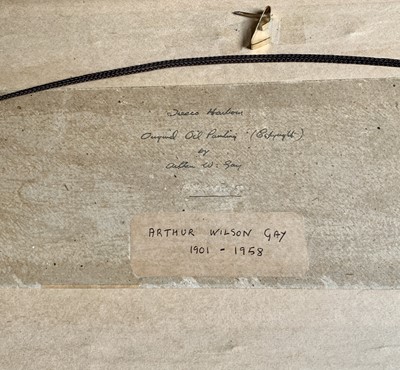 Tresco Harbour
Original Oil Painting (Copyright)
by
Arthur W. Gay
ARTHUR WILSON GAY
1901 - 1958